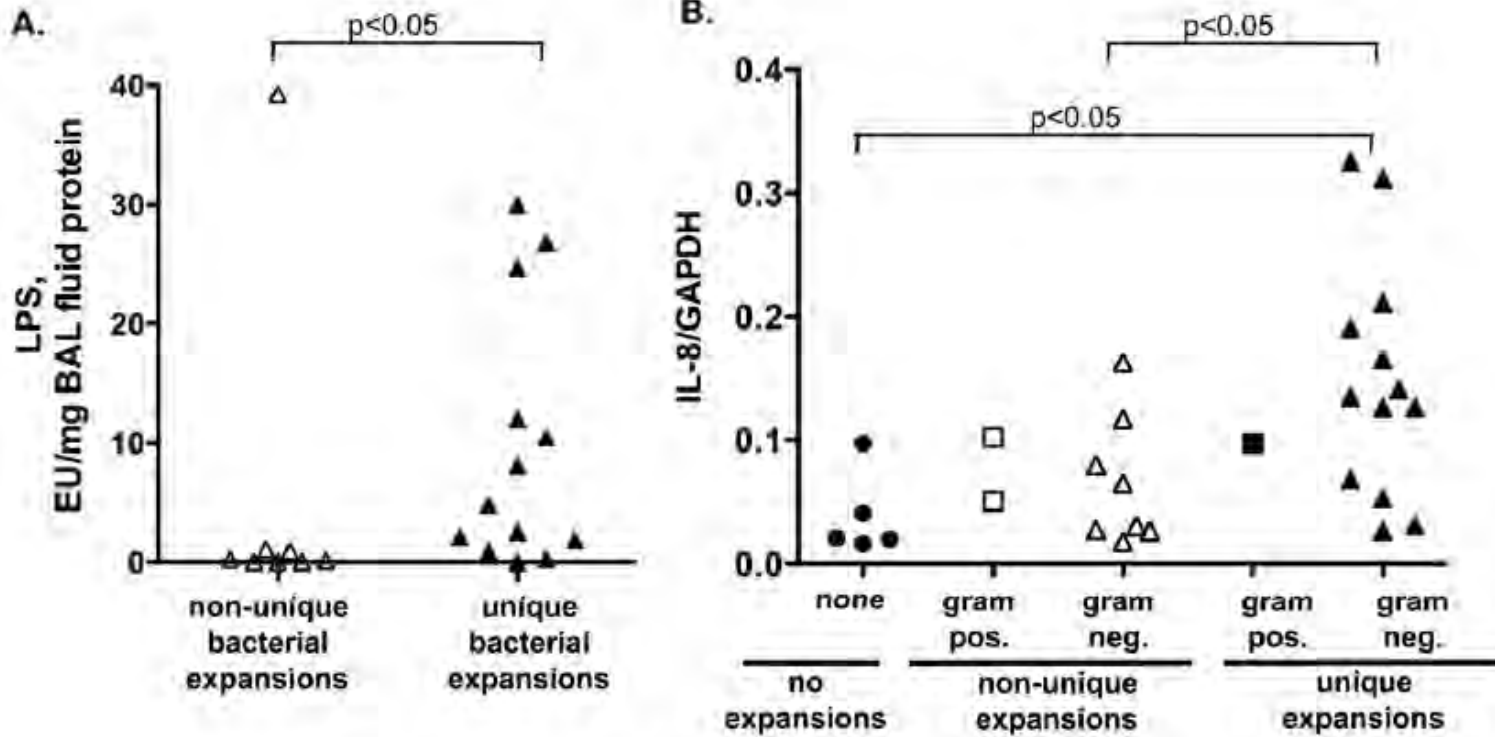 A.
p<0.05
LPS,
EU/mg BAL fluid protein
40
30
20
10
0
non-unique
bacterial
expansions
unique
bacterial
expansions
B.
p<0.05
p<0.05
IL-8/GAPDH
0.4
0.3
0.2
0.1
0.0
none
gram
pos.
gram
neg.
gram
pos.
gram
neg.
no
expansions
non-unique
expansions
unique
expansions